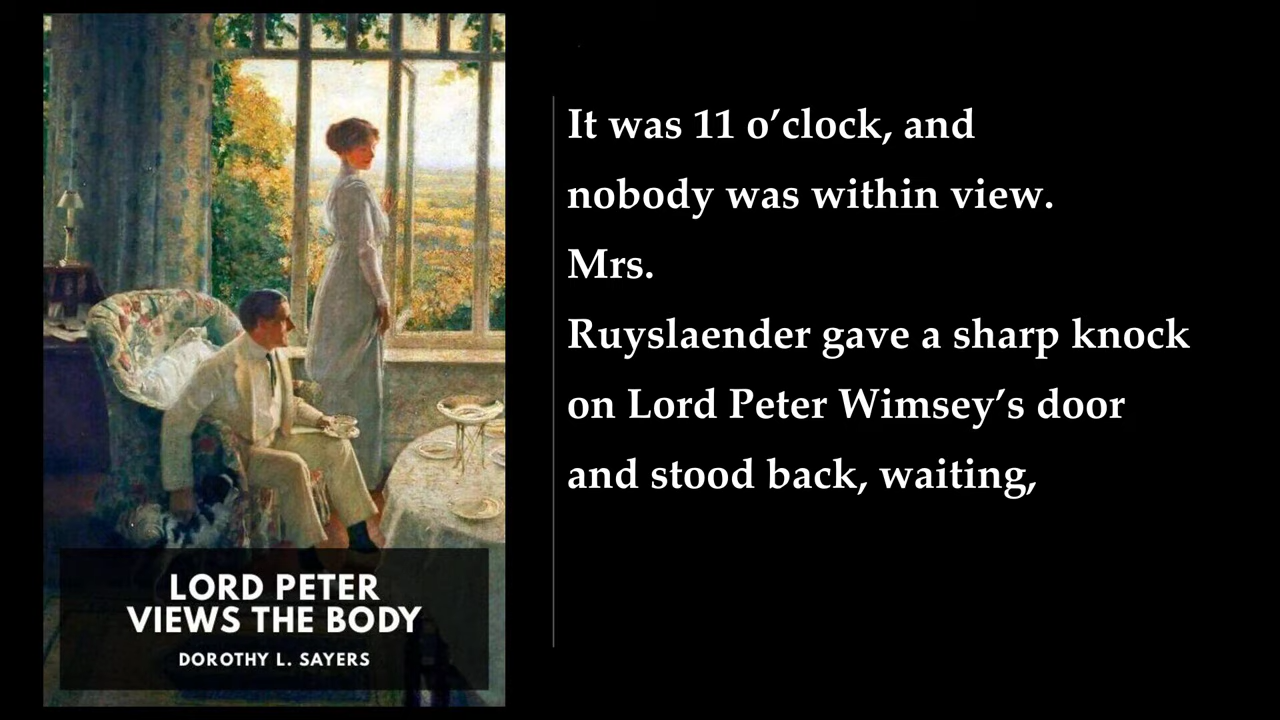 It was 11 o’clock, and
nobody was within view.
Mrs.
Ruyslaender gave a sharp knock
on Lord Peter Wimsey’s door
and stood back, waiting,
LORD PETER
VIEWS THE BODY
DOROTHY L. SAYERS